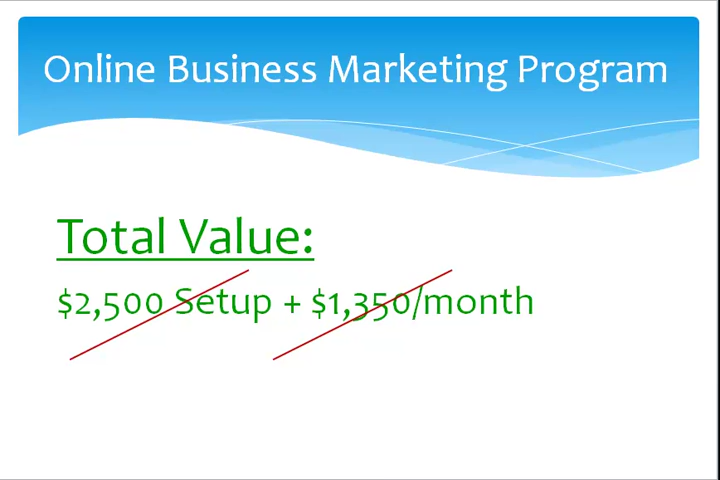 Online Business Marketing Program
Total Value:
$2,500 Setup + $1,350/month